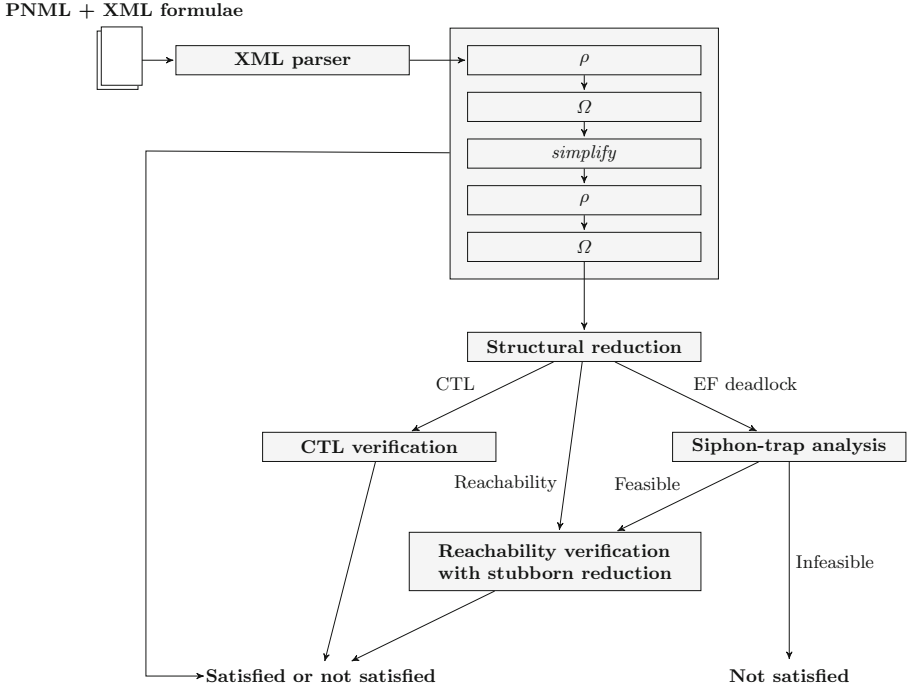 PNML + XML formulae
XML parser
ρ
Ω
simplify
ρ
Ω
Structural reduction
CTL
EF deadlock
CTL verification
Siphon-trap analysis
Reachability
Feasible
Reachability verification
with stubborn reduction
Infeasible
Satisfied or not satisfied
Not satisfied